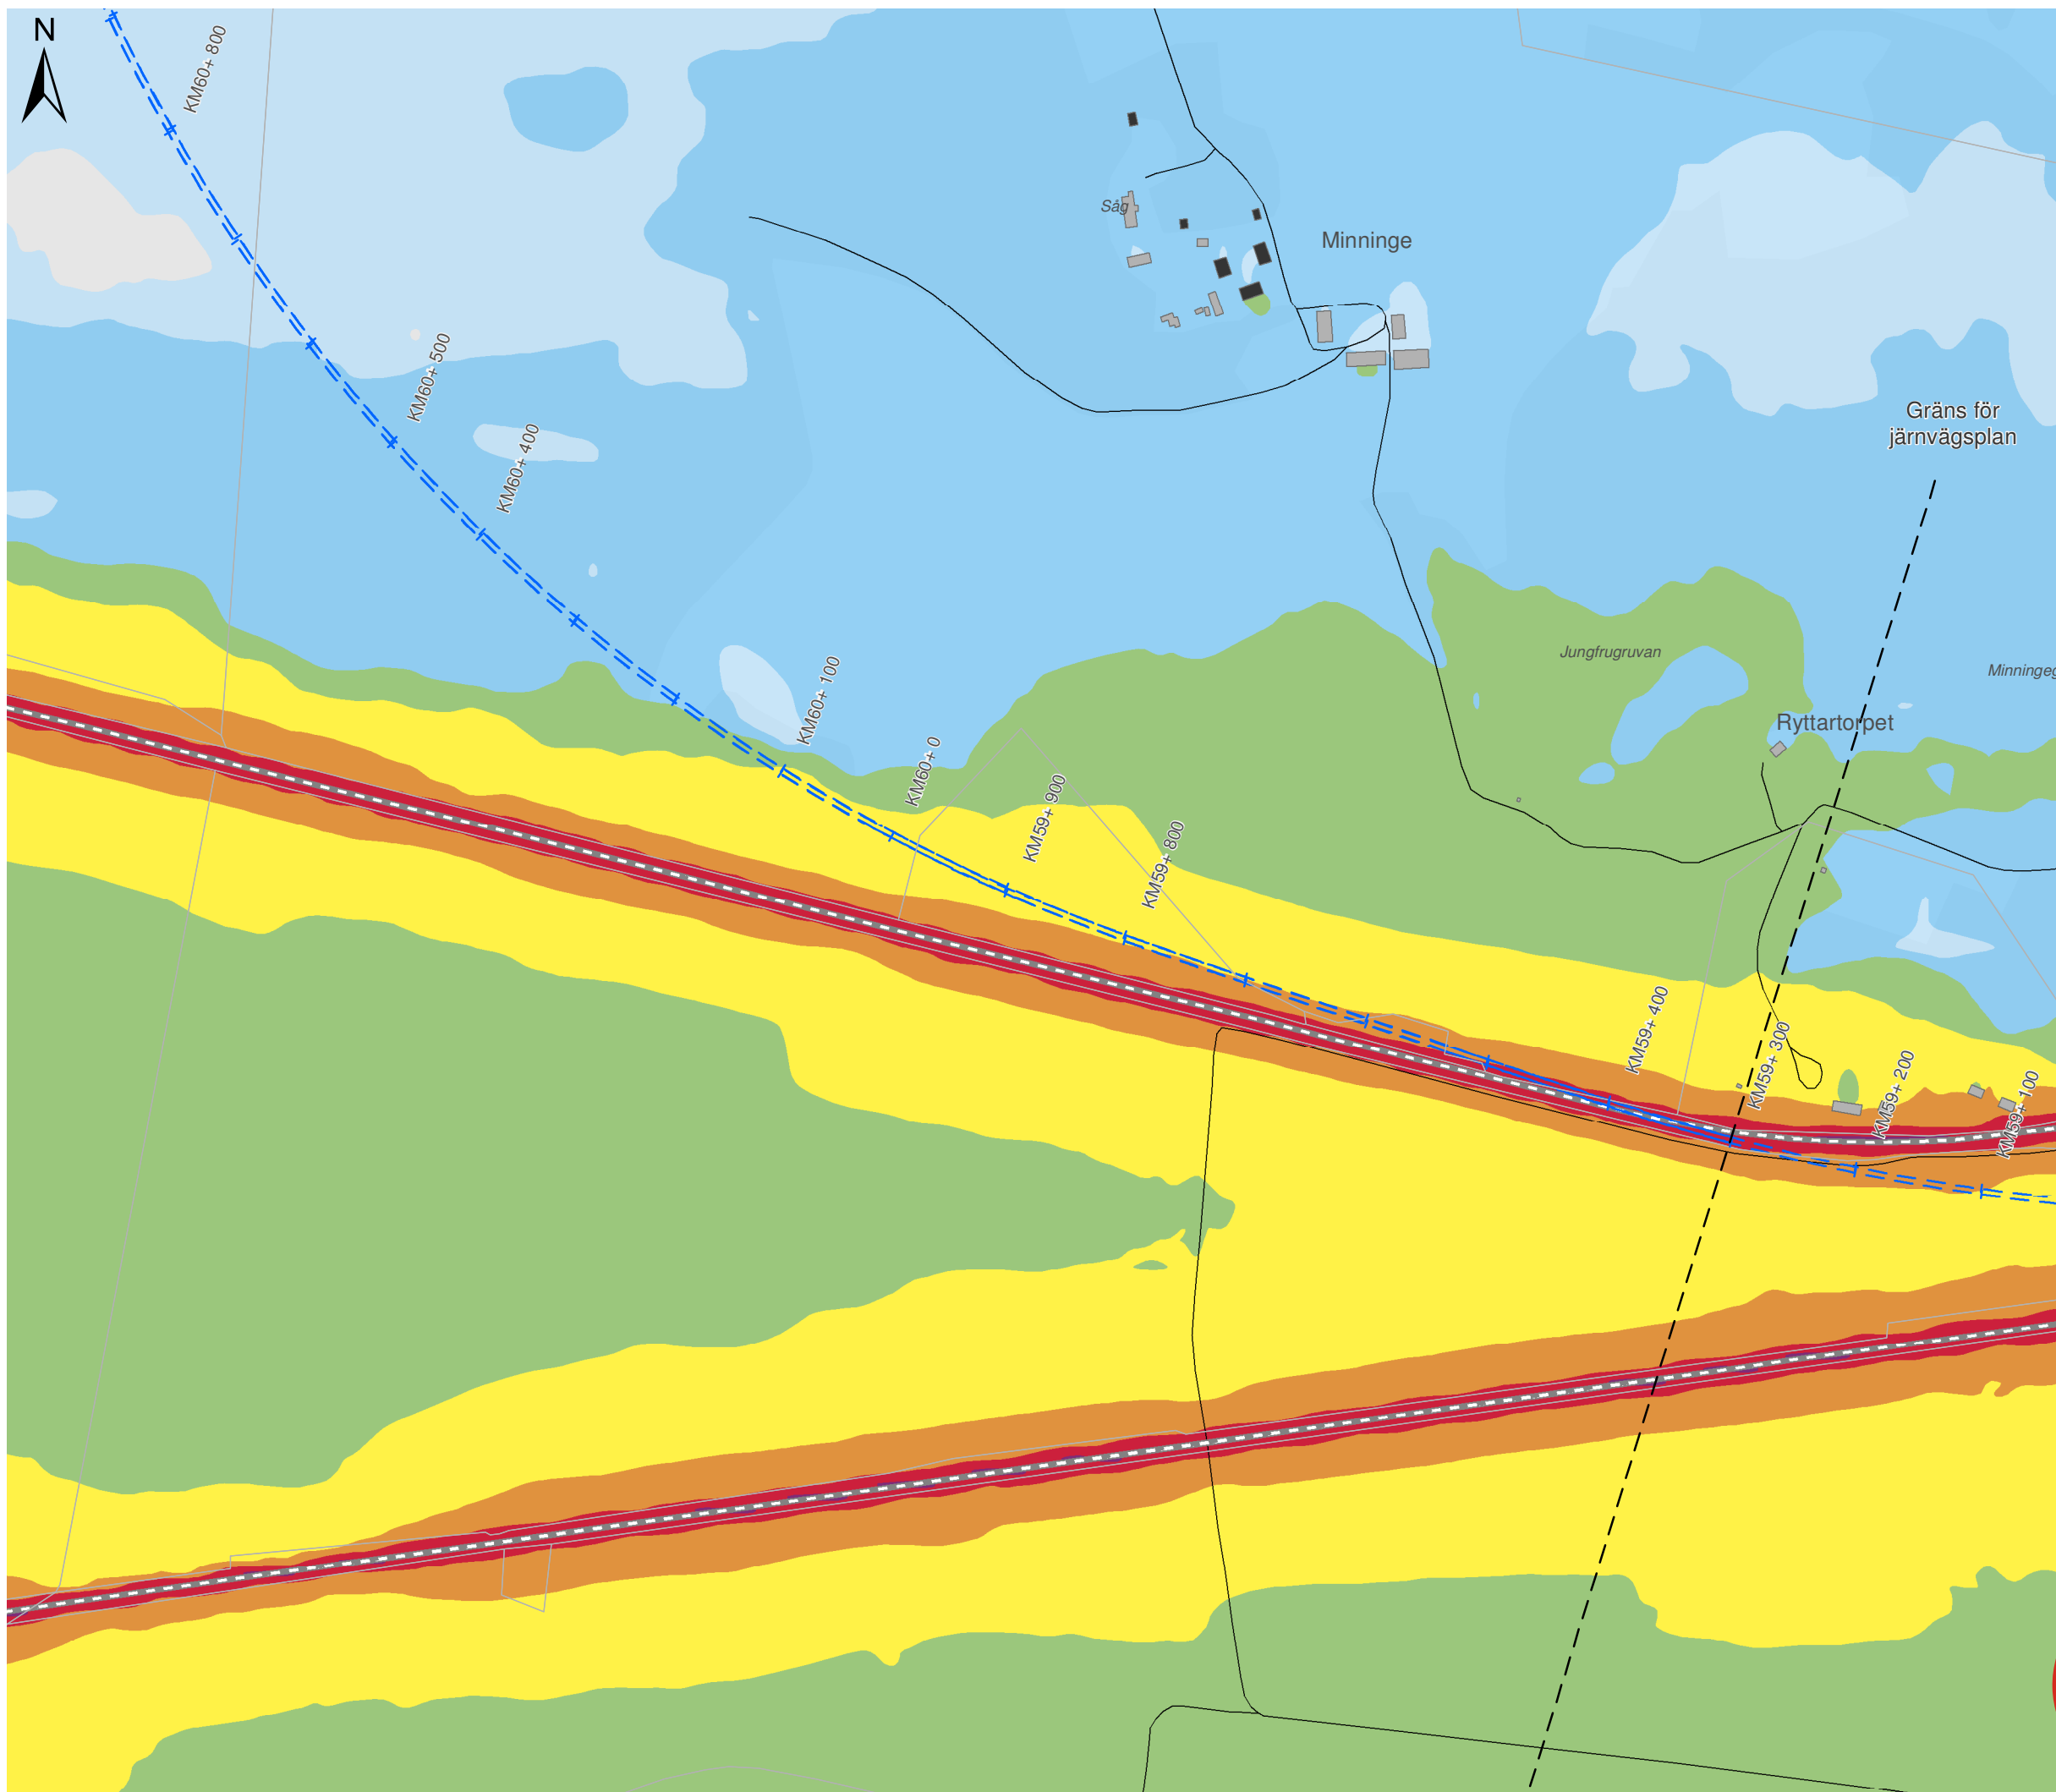 N
KM60+ 800
Såg
Minninge
KM60+ 500
Gräns för
järnvägsplan
KM60+ 400
Jungfrugruvan
KM60+ 100
Ryttartorpet
KM60+ 0
KM59+ 900
KM59+ 800
KM59+ 400
KM59+ 300
KM59+ 200
KM59+ 100